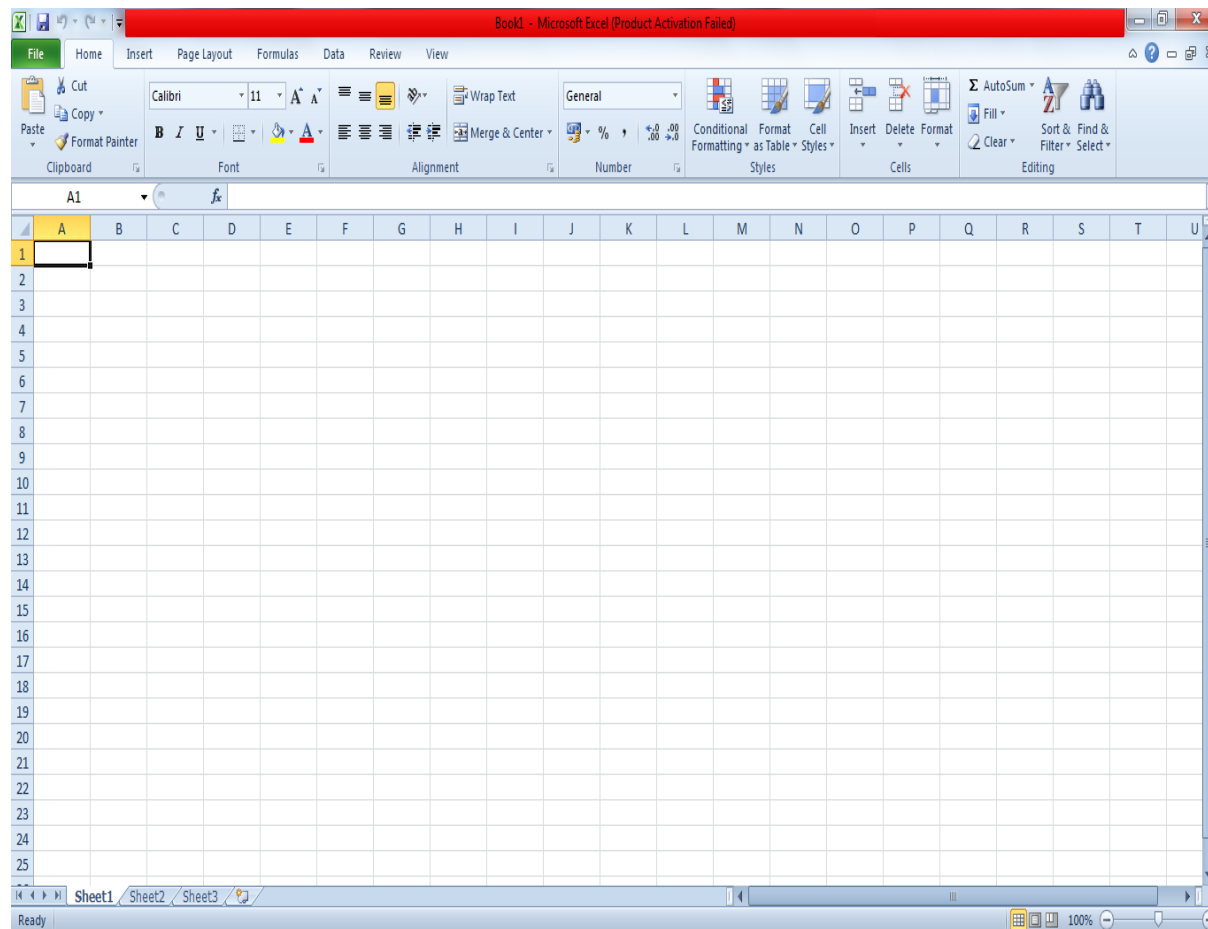 Book1 - Microsoft Excel (Product Activation Failed)
File Home Insert Page Layout Formulas Data Review View
Paste
Cut
Copy
Format Painter
Clipboard
Calibri 11
B I U
Font
Wrap Text
Merge & Center
Alignment
General
% ,
Number
Conditional Formatting
Format as Table
Cell Styles
Styles
Insert Delete Format
Cells
Σ AutoSum
Fill
Clear
Sort & Filter
Find & Select
Editing
A1
fx
A B C D E F G H I J K L M N O P Q R S T U
1
2
3
4
5
6
7
8
9
10
11
12
13
14
15
16
17
18
19
20
21
22
23
24
25
Sheet1 Sheet2 Sheet3
Ready 100%